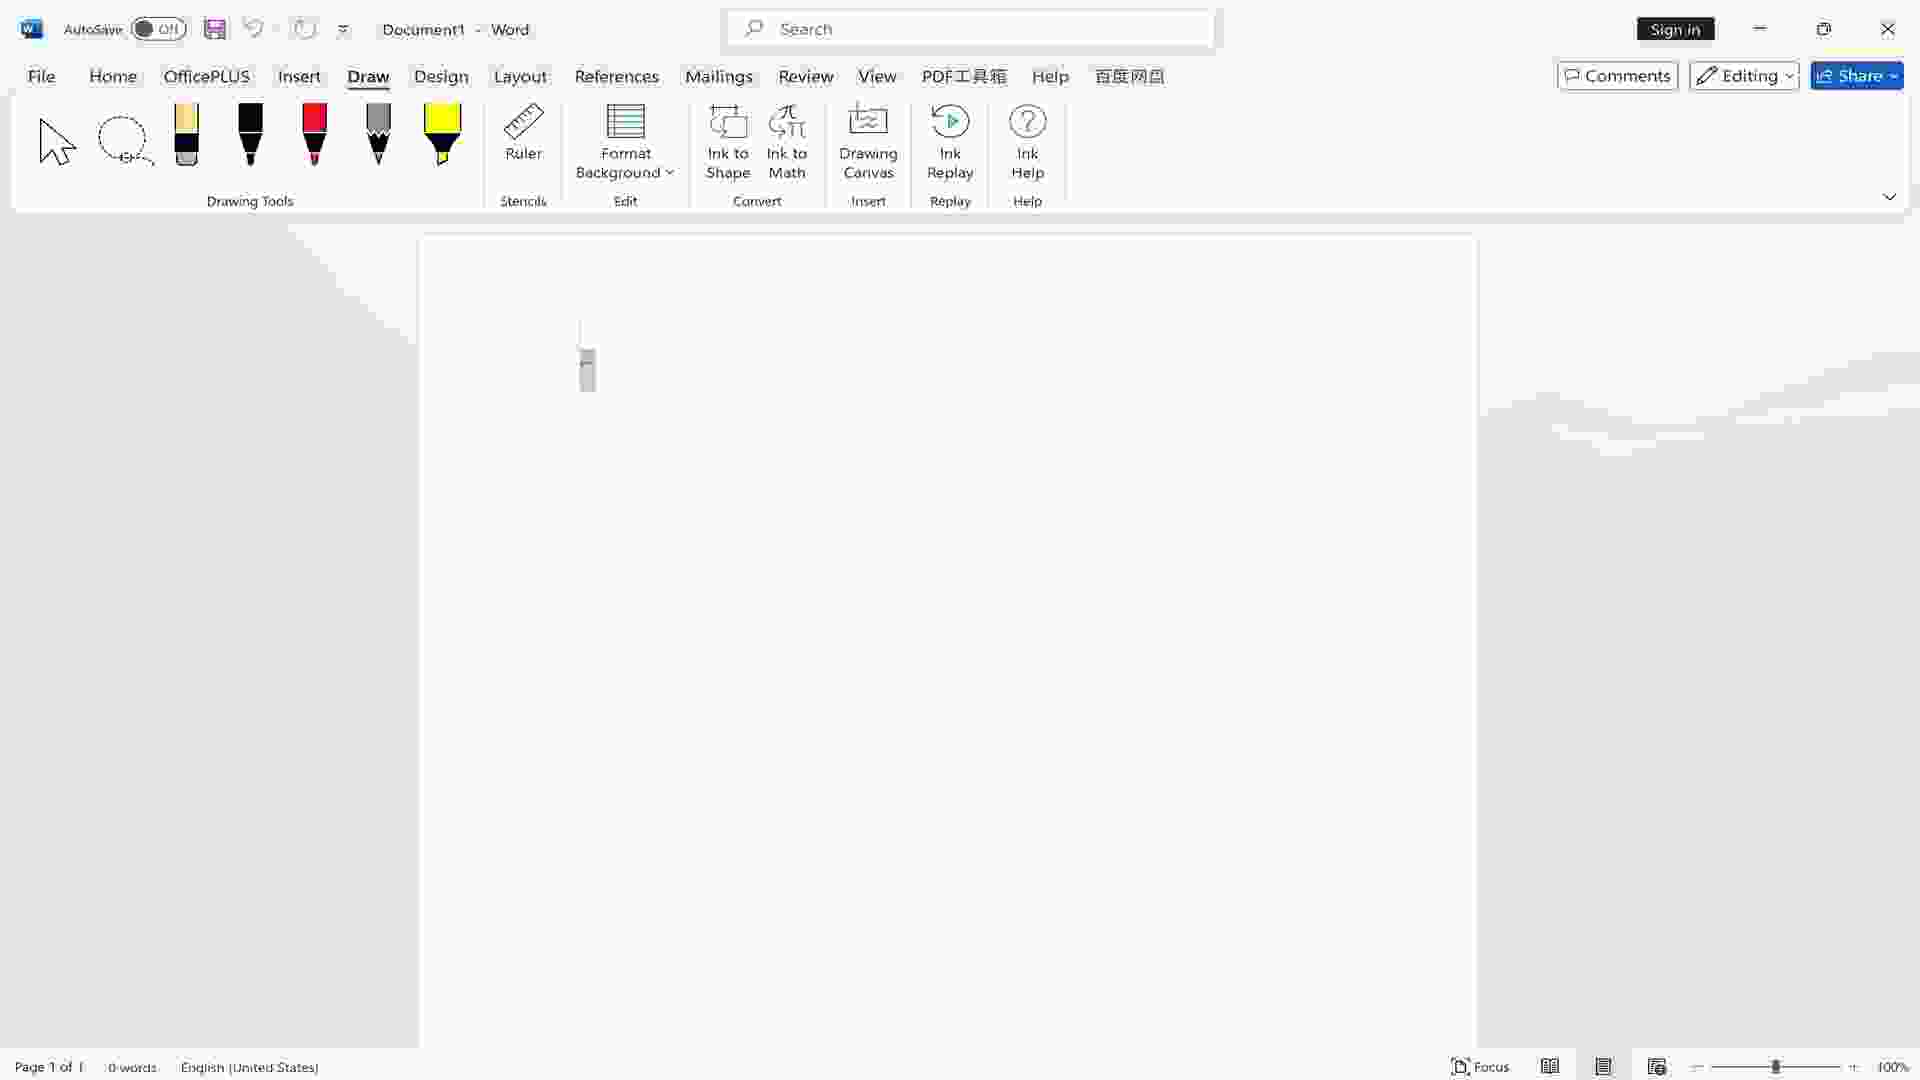 AutoSave Off Document1 - Word Search Sign in
File Home OfficePLUS Insert Draw Design Layout References Mailings Review View PDF工具箱 Help 百度网盘 Comments Editing Share
Ruler Format Background Ink to Shape Ink to Math Drawing Canvas Ink Replay Ink Help
Drawing Tools Stencils Edit Convert Insert Replay Help
Page 1 of 1 0 words English (United States) Focus 100%